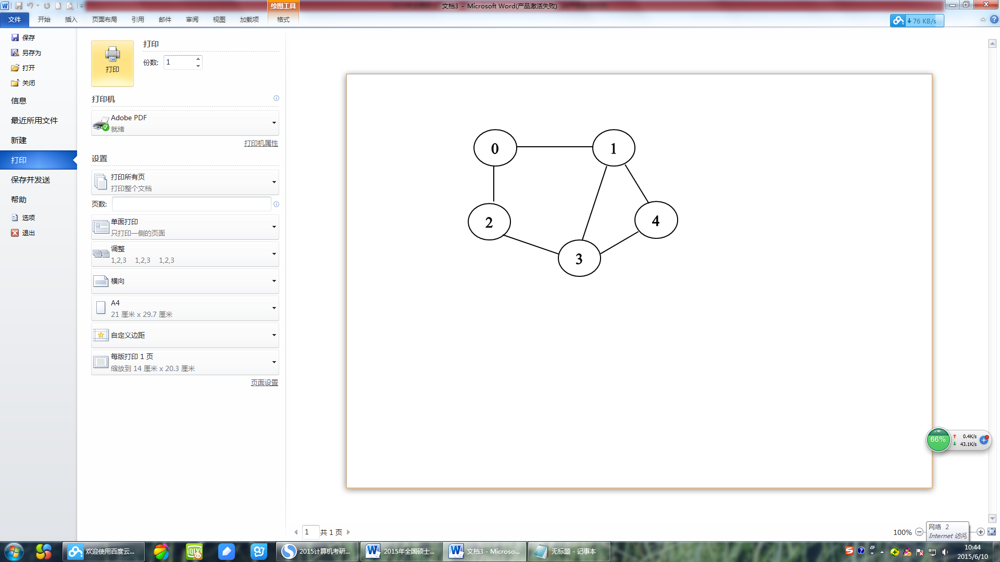 文档3 - Microsoft Word(产品激活失败)
绘图工具
文件 开始 插入 页面布局 引用 邮件 审阅 视图 加载项 格式
76 KB/s
保存
另存为
打开
关闭
信息
最近所用文件
新建
打印
保存并发送
帮助
选项
退出
打印
打印
份数: 1
打印机
Adobe PDF
就绪
打印机属性
设置
打印所有页
打印整个文档
页数:
单面打印
只打印一侧的页面
调整
1,2,3 1,2,3 1,2,3
横向
A4
21 厘米 x 29.7 厘米
自定义边距
每版打印 1 页
缩放到 14 厘米 x 20.3 厘米
页面设置
0 1
2 4
3
66%
0.4K/s
43.1K/s
1 共 1 页
100%
网络 2
Internet 访问
欢迎使用百度云...
QIY
2015计算机考研...
2015年全国硕士...
文档3 - Microso...
无标题 - 记事本
10:44
2015/6/10